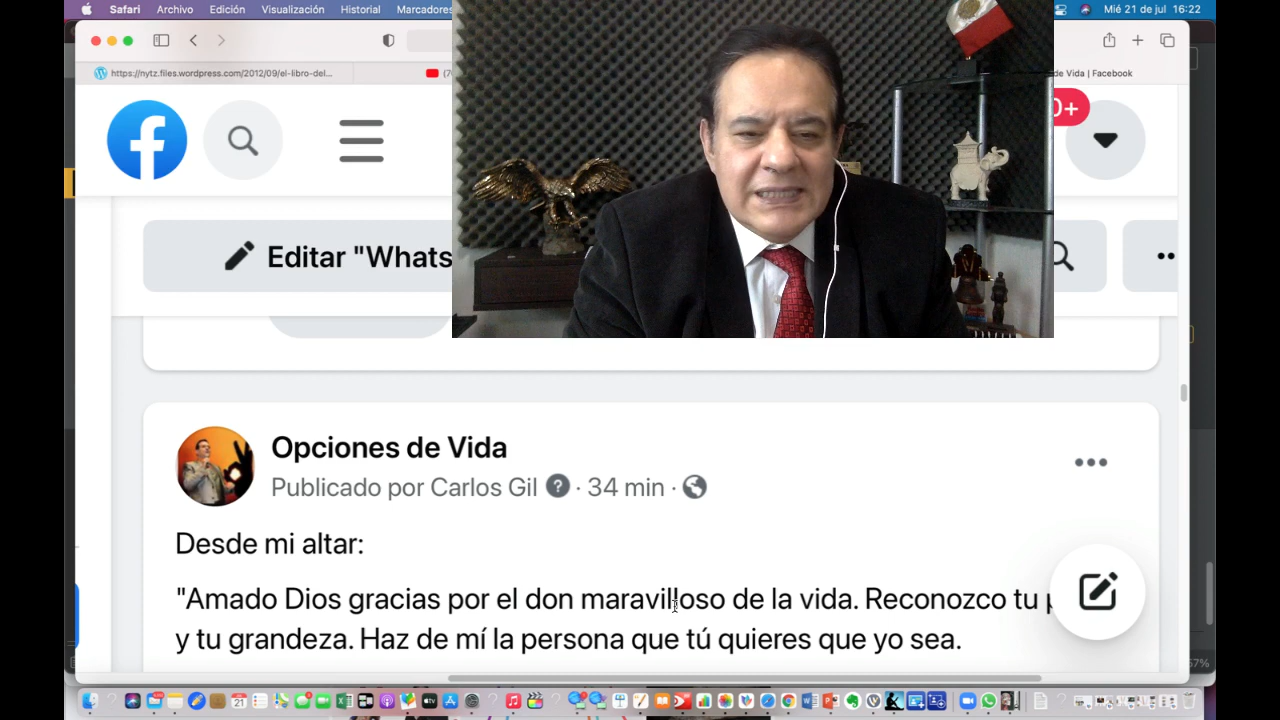 Safari Archivo Edición Visualización Historial Marcadores
Mié 21 de jul 16:22
https://nytz.files.wordpress.com/2012/09/el-libro-del...
de Vida | Facebook
0+
Editar "Whats
Opciones de Vida
Publicado por Carlos Gil · 34 min ·
Desde mi altar:
"Amado Dios gracias por el don maravilloso de la vida. Reconozco tu p
y tu grandeza. Haz de mí la persona que tú quieres que yo sea.
57%
21